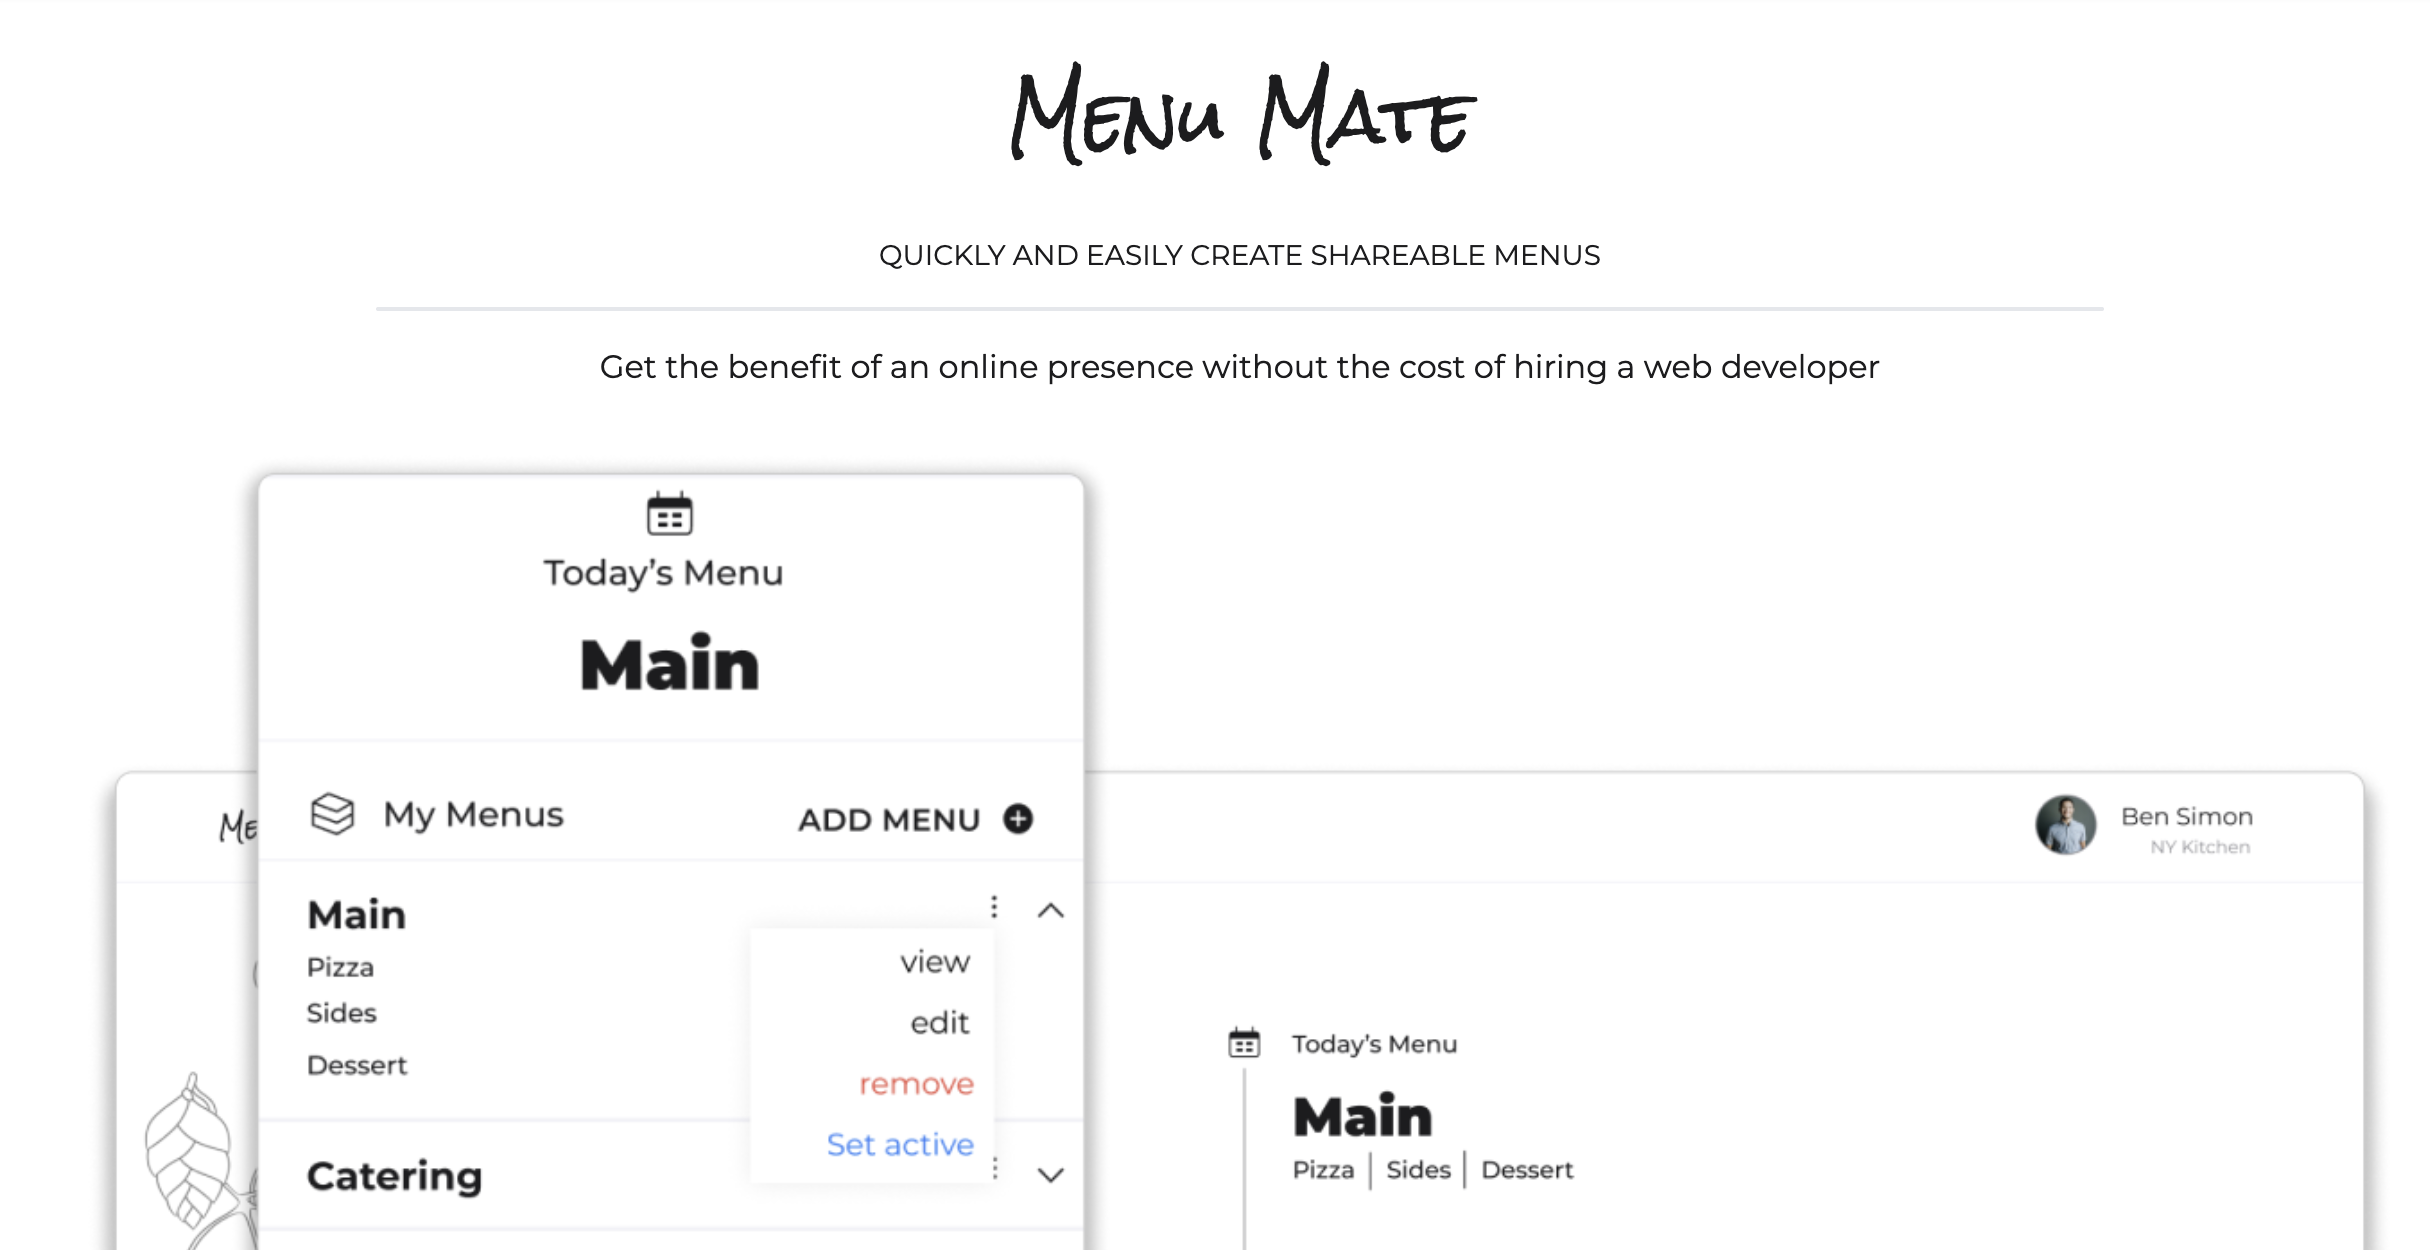 Menu Mate
QUICKLY AND EASILY CREATE SHAREABLE MENUS
Get the benefit of an online presence without the cost of hiring a web developer
Today's Menu
Main
My Menus
ADD MENU
Main
Pizza
Sides
Dessert
view
edit
remove
Set active
Catering
Me
Ben Simon
NY Kitchen
Today's Menu
Main
Pizza | Sides | Dessert